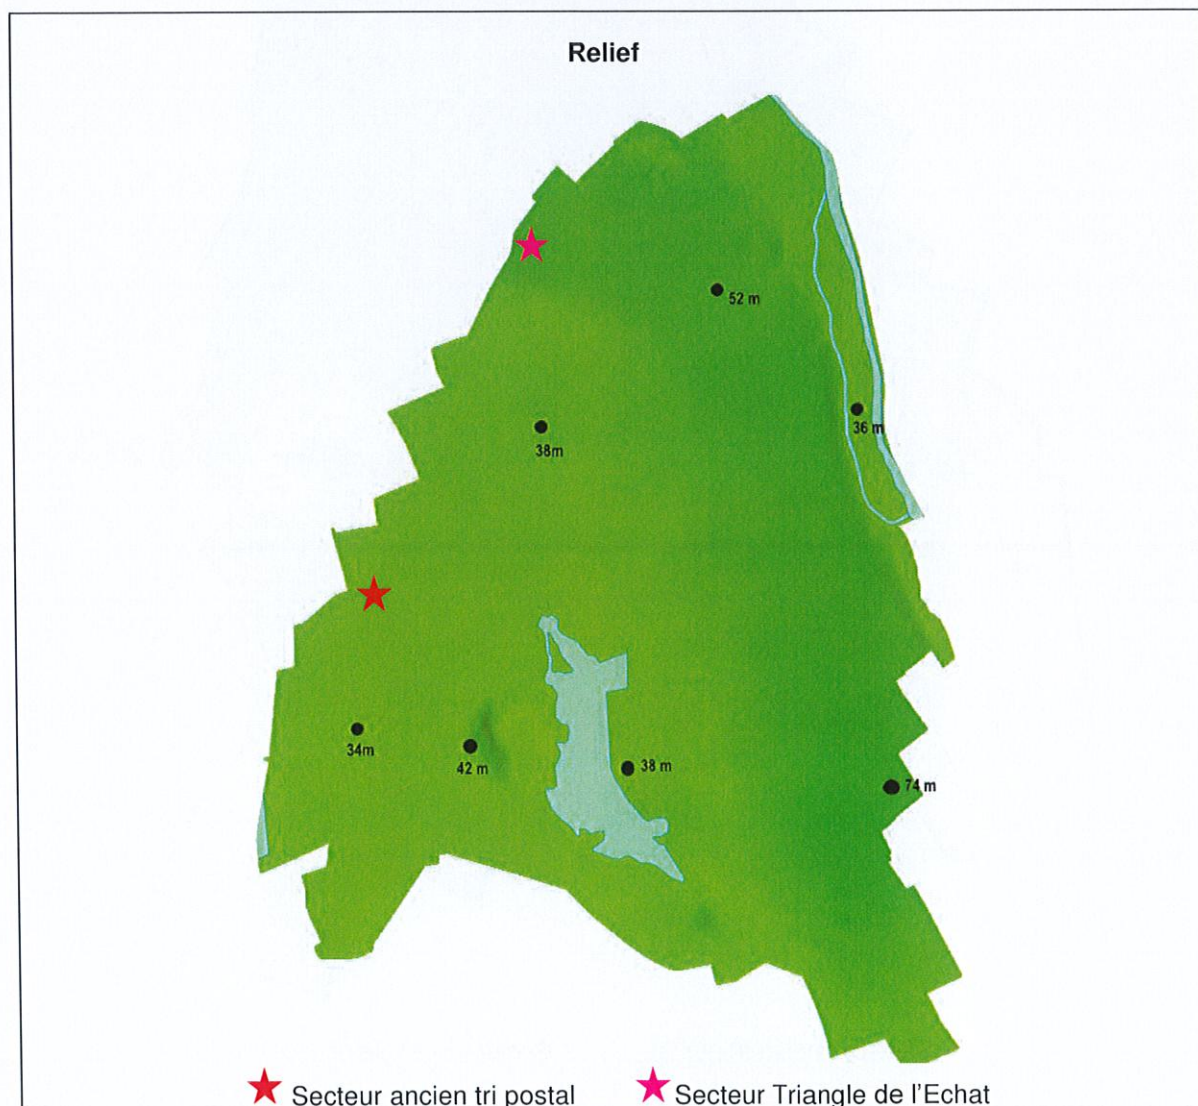 Relief
52 m
36 m
38m
34m
42 m
38 m
74 m
Secteur ancien tri postal
Secteur Triangle de l'Echat